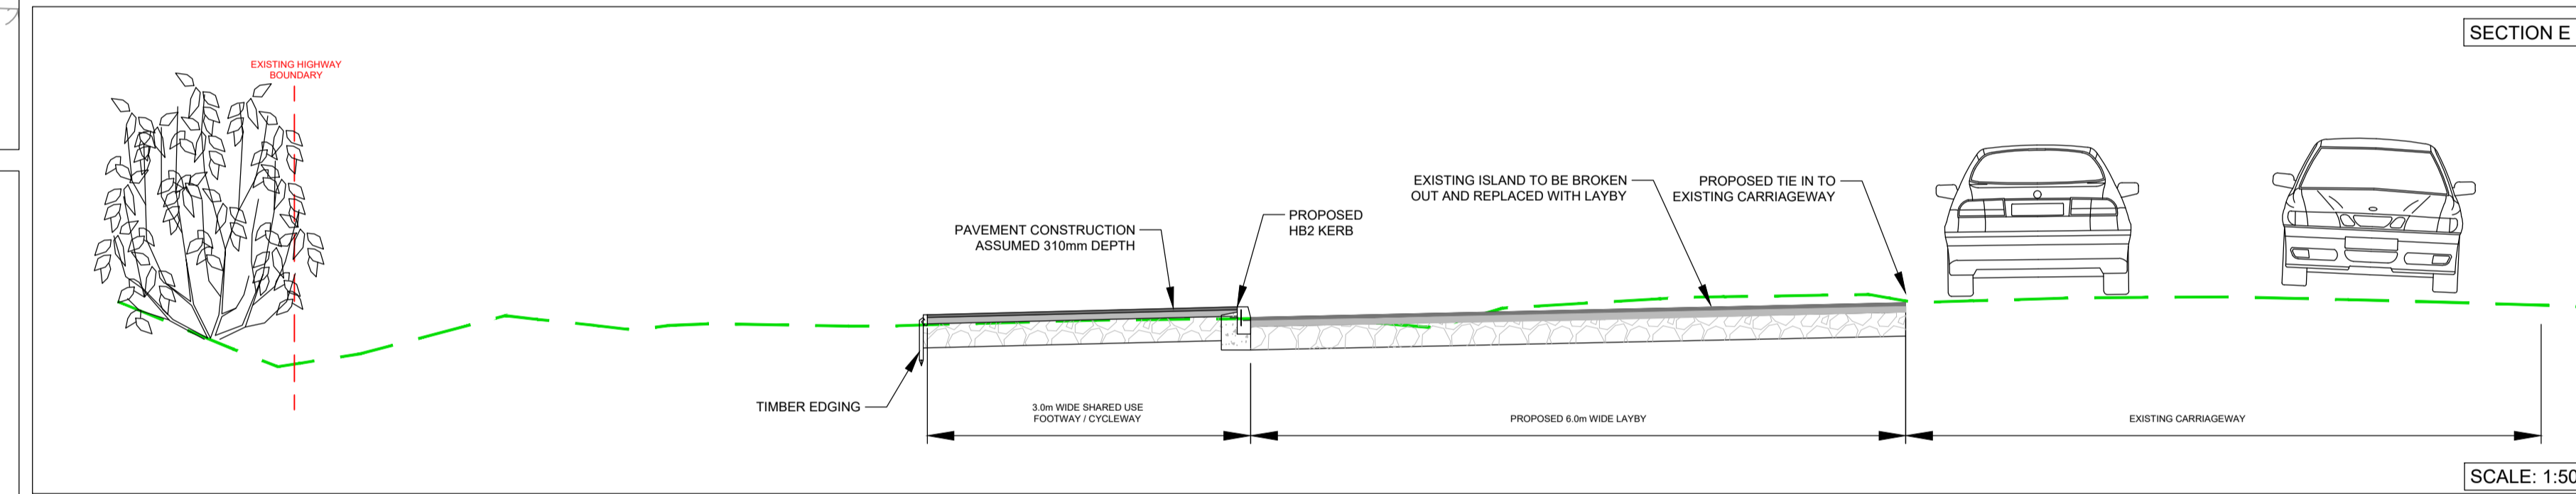 SECTION E
EXISTING HIGHWAY
BOUNDARY
EXISTING ISLAND TO BE BROKEN
OUT AND REPLACED WITH LAYBY
PROPOSED TIE IN TO
EXISTING CARRIAGEWAY
PROPOSED
HB2 KERB
PAVEMENT CONSTRUCTION
ASSUMED 310mm DEPTH
TIMBER EDGING
3.0m WIDE SHARED USE
FOOTWAY / CYCLEWAY
PROPOSED 6.0m WIDE LAYBY
EXISTING CARRIAGEWAY
SCALE: 1:50